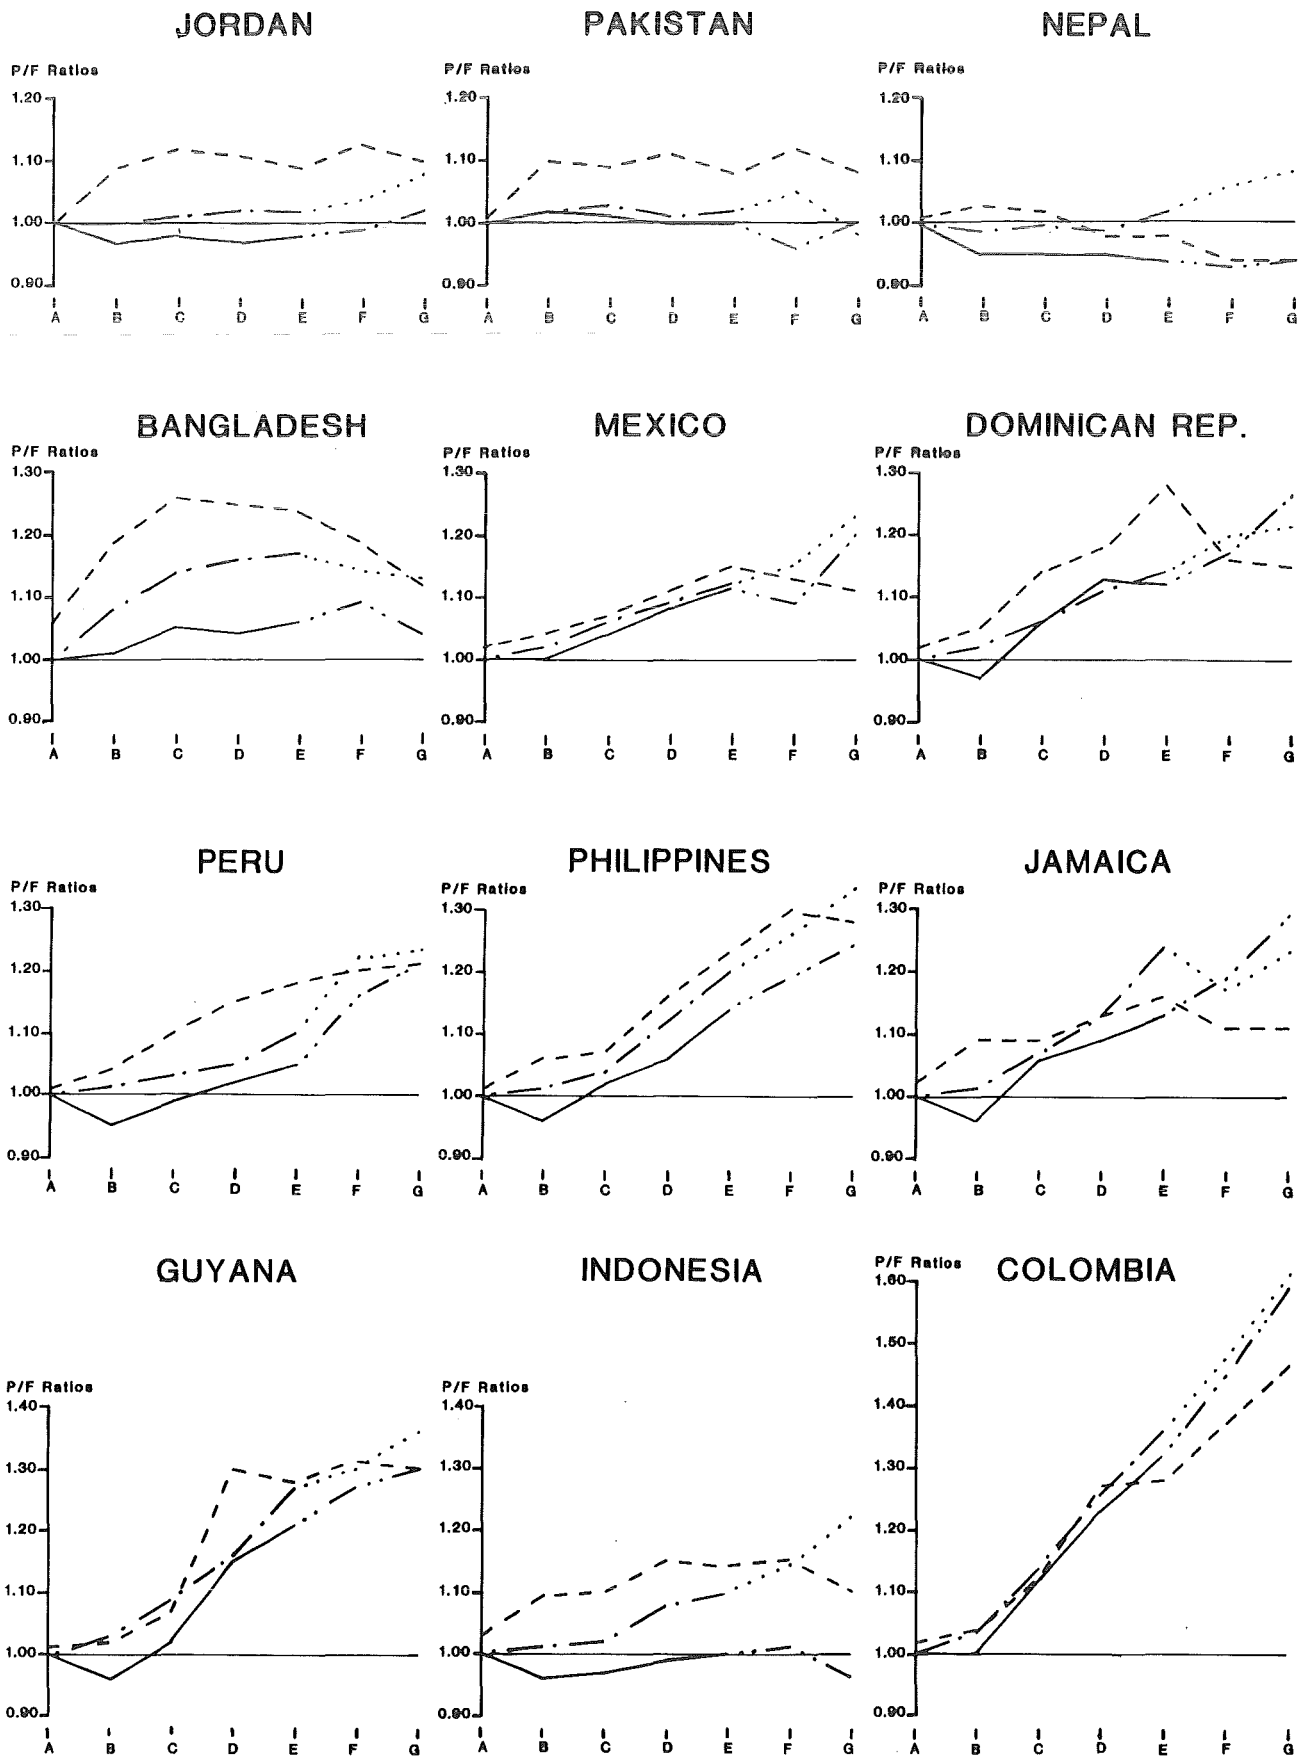 JORDAN PAKISTAN NEPAL
P/F Ratios P/F Ratios P/F Ratios
1.20 1.20 1.20
1.10 1.10 1.10
1.00 1.00 1.00
0.90 0.90 0.90
A B C D E F G A B C D E F G A B C D E F G
BANGLADESH MEXICO DOMINICAN REP.
P/F Ratios P/F Ratios P/F Ratios
1.30 1.30 1.30
1.20 1.20 1.20
1.10 1.10 1.10
1.00 1.00 1.00
0.90 0.90 0.90
A B C D E F G A B C D E F G A B C D E F G
PERU PHILIPPINES JAMAICA
P/F Ratios P/F Ratios P/F Ratios
1.30 1.30 1.30
1.20 1.20 1.20
1.10 1.10 1.10
1.00 1.00 1.00
0.90 0.90 0.90
A B C D E F G A B C D E F G A B C D E F G
GUYANA INDONESIA P/F Ratios COLOMBIA
1.60
1.50
P/F Ratios P/F Ratios
1.40 1.40 1.40
1.30 1.30 1.30
1.20 1.20 1.20
1.10 1.10 1.10
1.00 1.00 1.00
0.90 0.90 0.90
A B C D E F G A B C D E F G A B C D E F G